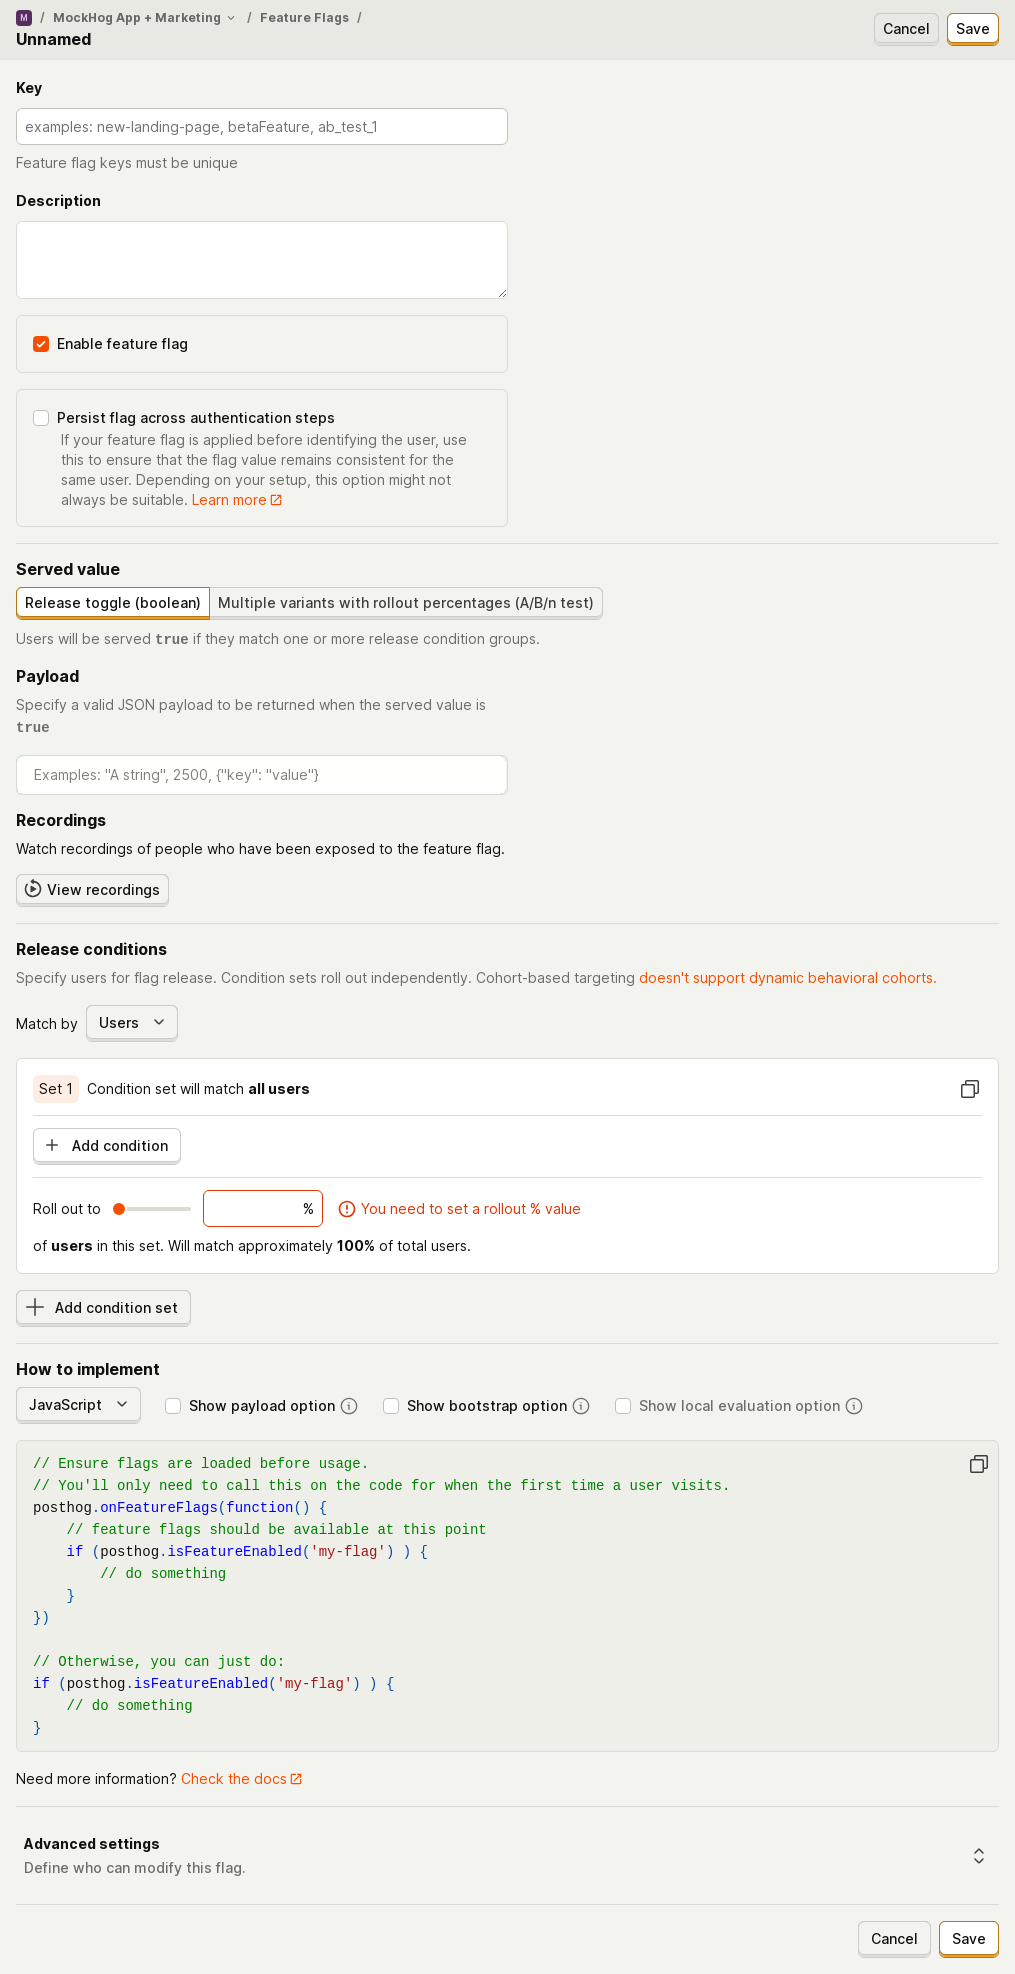 M / MockHog App + Marketing / Feature Flags /
Unnamed
Cancel
Save
Key
examples: new-landing-page, betaFeature, ab_test_1
Feature flag keys must be unique
Description
Enable feature flag
Persist flag across authentication steps
If your feature flag is applied before identifying the user, use
this to ensure that the flag value remains consistent for the
same user. Depending on your setup, this option might not
always be suitable. Learn more
Served value
Release toggle (boolean)
Multiple variants with rollout percentages (A/B/n test)
Users will be served true if they match one or more release condition groups.
Payload
Specify a valid JSON payload to be returned when the served value is
true
Examples: "A string", 2500, {"key": "value"}
Recordings
Watch recordings of people who have been exposed to the feature flag.
View recordings
Release conditions
Specify users for flag release. Condition sets roll out independently. Cohort-based targeting doesn't support dynamic behavioral cohorts.
Match by Users
Set 1 Condition set will match all users
Add condition
Roll out to % You need to set a rollout % value
of users in this set. Will match approximately 100% of total users.
Add condition set
How to implement
JavaScript Show payload option Show bootstrap option Show local evaluation option
// Ensure flags are loaded before usage.
// You'll only need to call this on the code for when the first time a user visits.
posthog.onFeatureFlags(function() {
    // feature flags should be available at this point
    if (posthog.isFeatureEnabled('my-flag') ) {
        // do something
    }
})
// Otherwise, you can just do:
if (posthog.isFeatureEnabled('my-flag') ) {
    // do something
}
Need more information? Check the docs
Advanced settings
Define who can modify this flag.
Cancel
Save